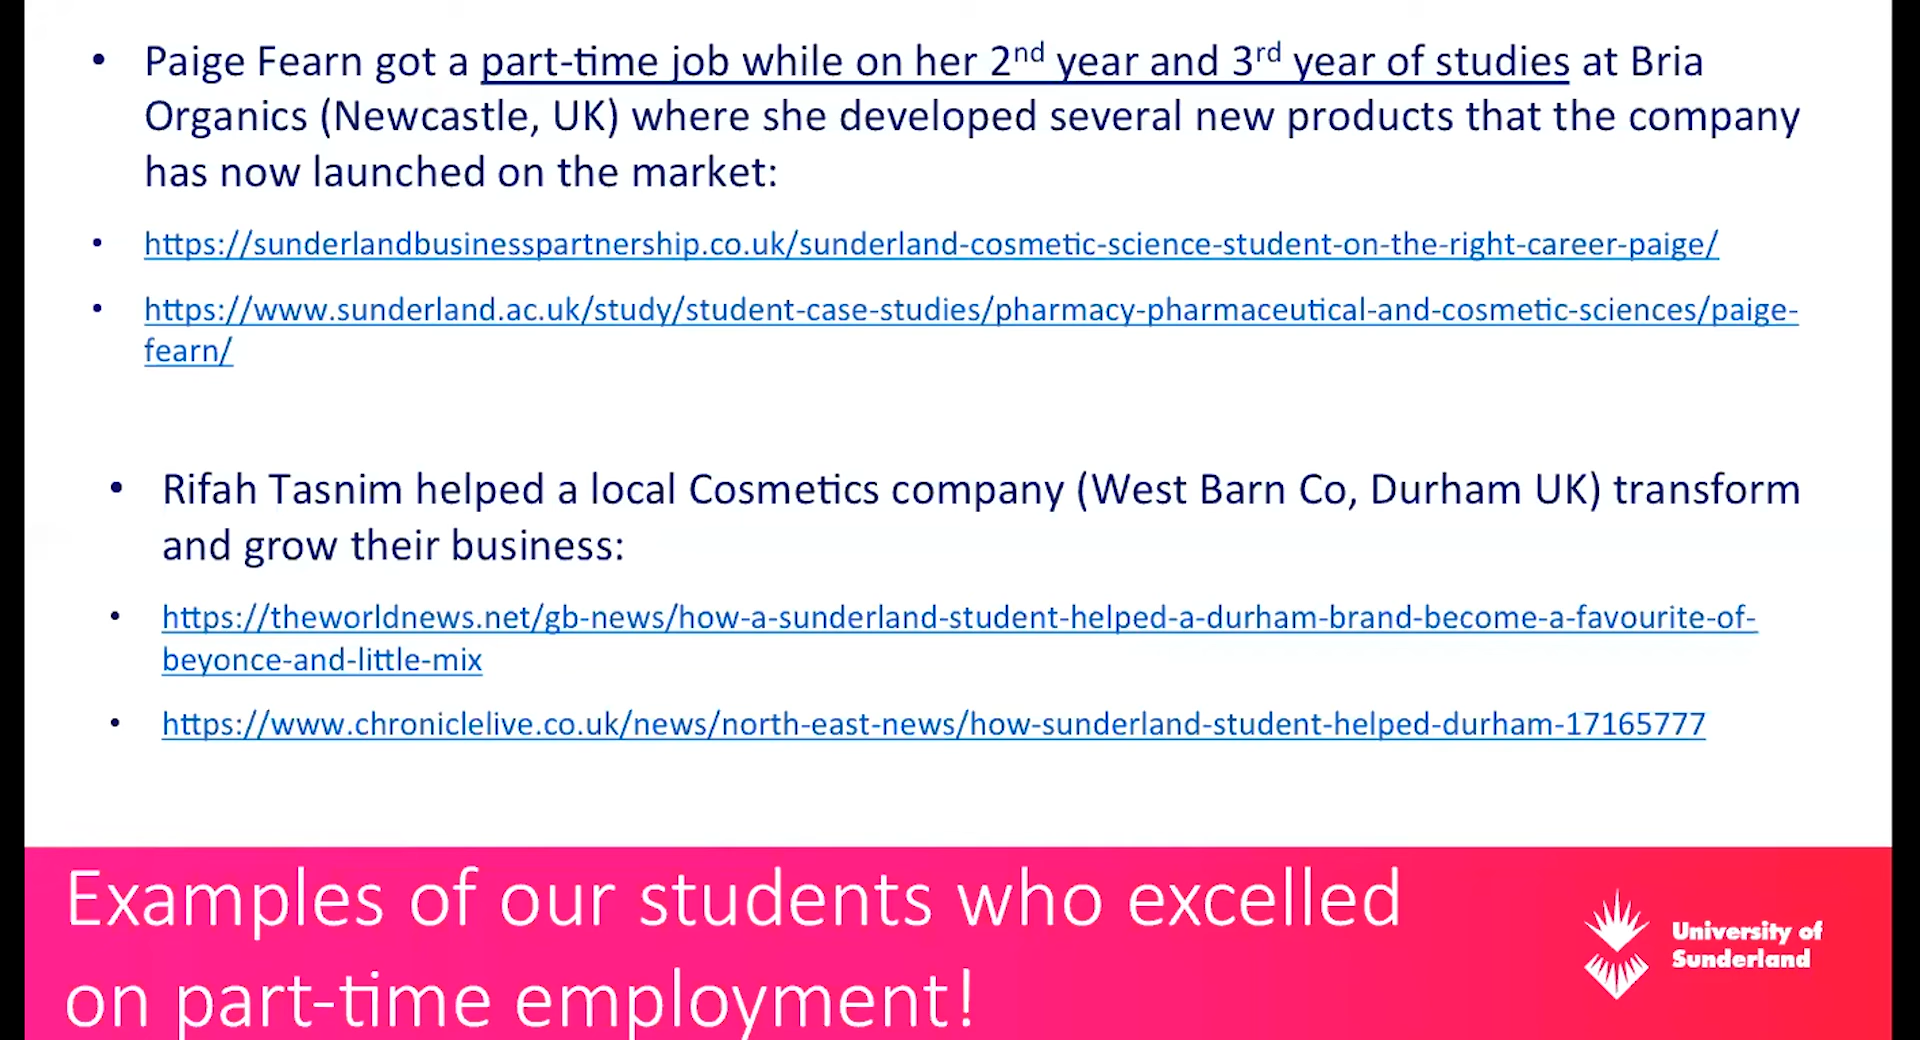 • Paige Fearn got a part-time job while on her 2nd year and 3rd year of studies at Bria
Organics (Newcastle, UK) where she developed several new products that the company
has now launched on the market:
• https://sunderlandbusinesspartnership.co.uk/sunderland-cosmetic-science-student-on-the-right-career-paige/
• https://www.sunderland.ac.uk/study/student-case-studies/pharmacy-pharmaceutical-and-cosmetic-sciences/paige-
fearn/
• Rifah Tasnim helped a local Cosmetics company (West Barn Co, Durham UK) transform
and grow their business:
• https://theworldnews.net/gb-news/how-a-sunderland-student-helped-a-durham-brand-become-a-favourite-of-
beyonce-and-little-mix
• https://www.chroniclelive.co.uk/news/north-east-news/how-sunderland-student-helped-durham-17165777
Examples of our students who excelled
on part-time employment!
University of
Sunderland